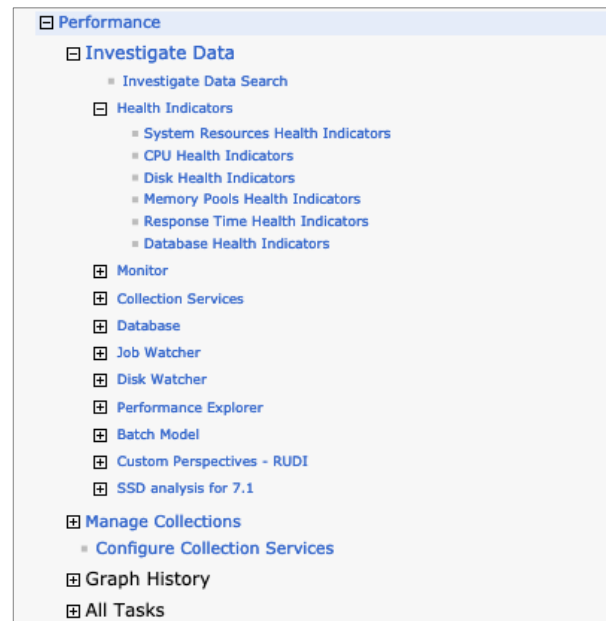 Performance
Investigate Data
Investigate Data Search
Health Indicators
System Resources Health Indicators
CPU Health Indicators
Disk Health Indicators
Memory Pools Health Indicators
Response Time Health Indicators
Database Health Indicators
Monitor
Collection Services
Database
Job Watcher
Disk Watcher
Performance Explorer
Batch Model
Custom Perspectives - RUDI
SSD analysis for 7.1
Manage Collections
Configure Collection Services
Graph History
All Tasks